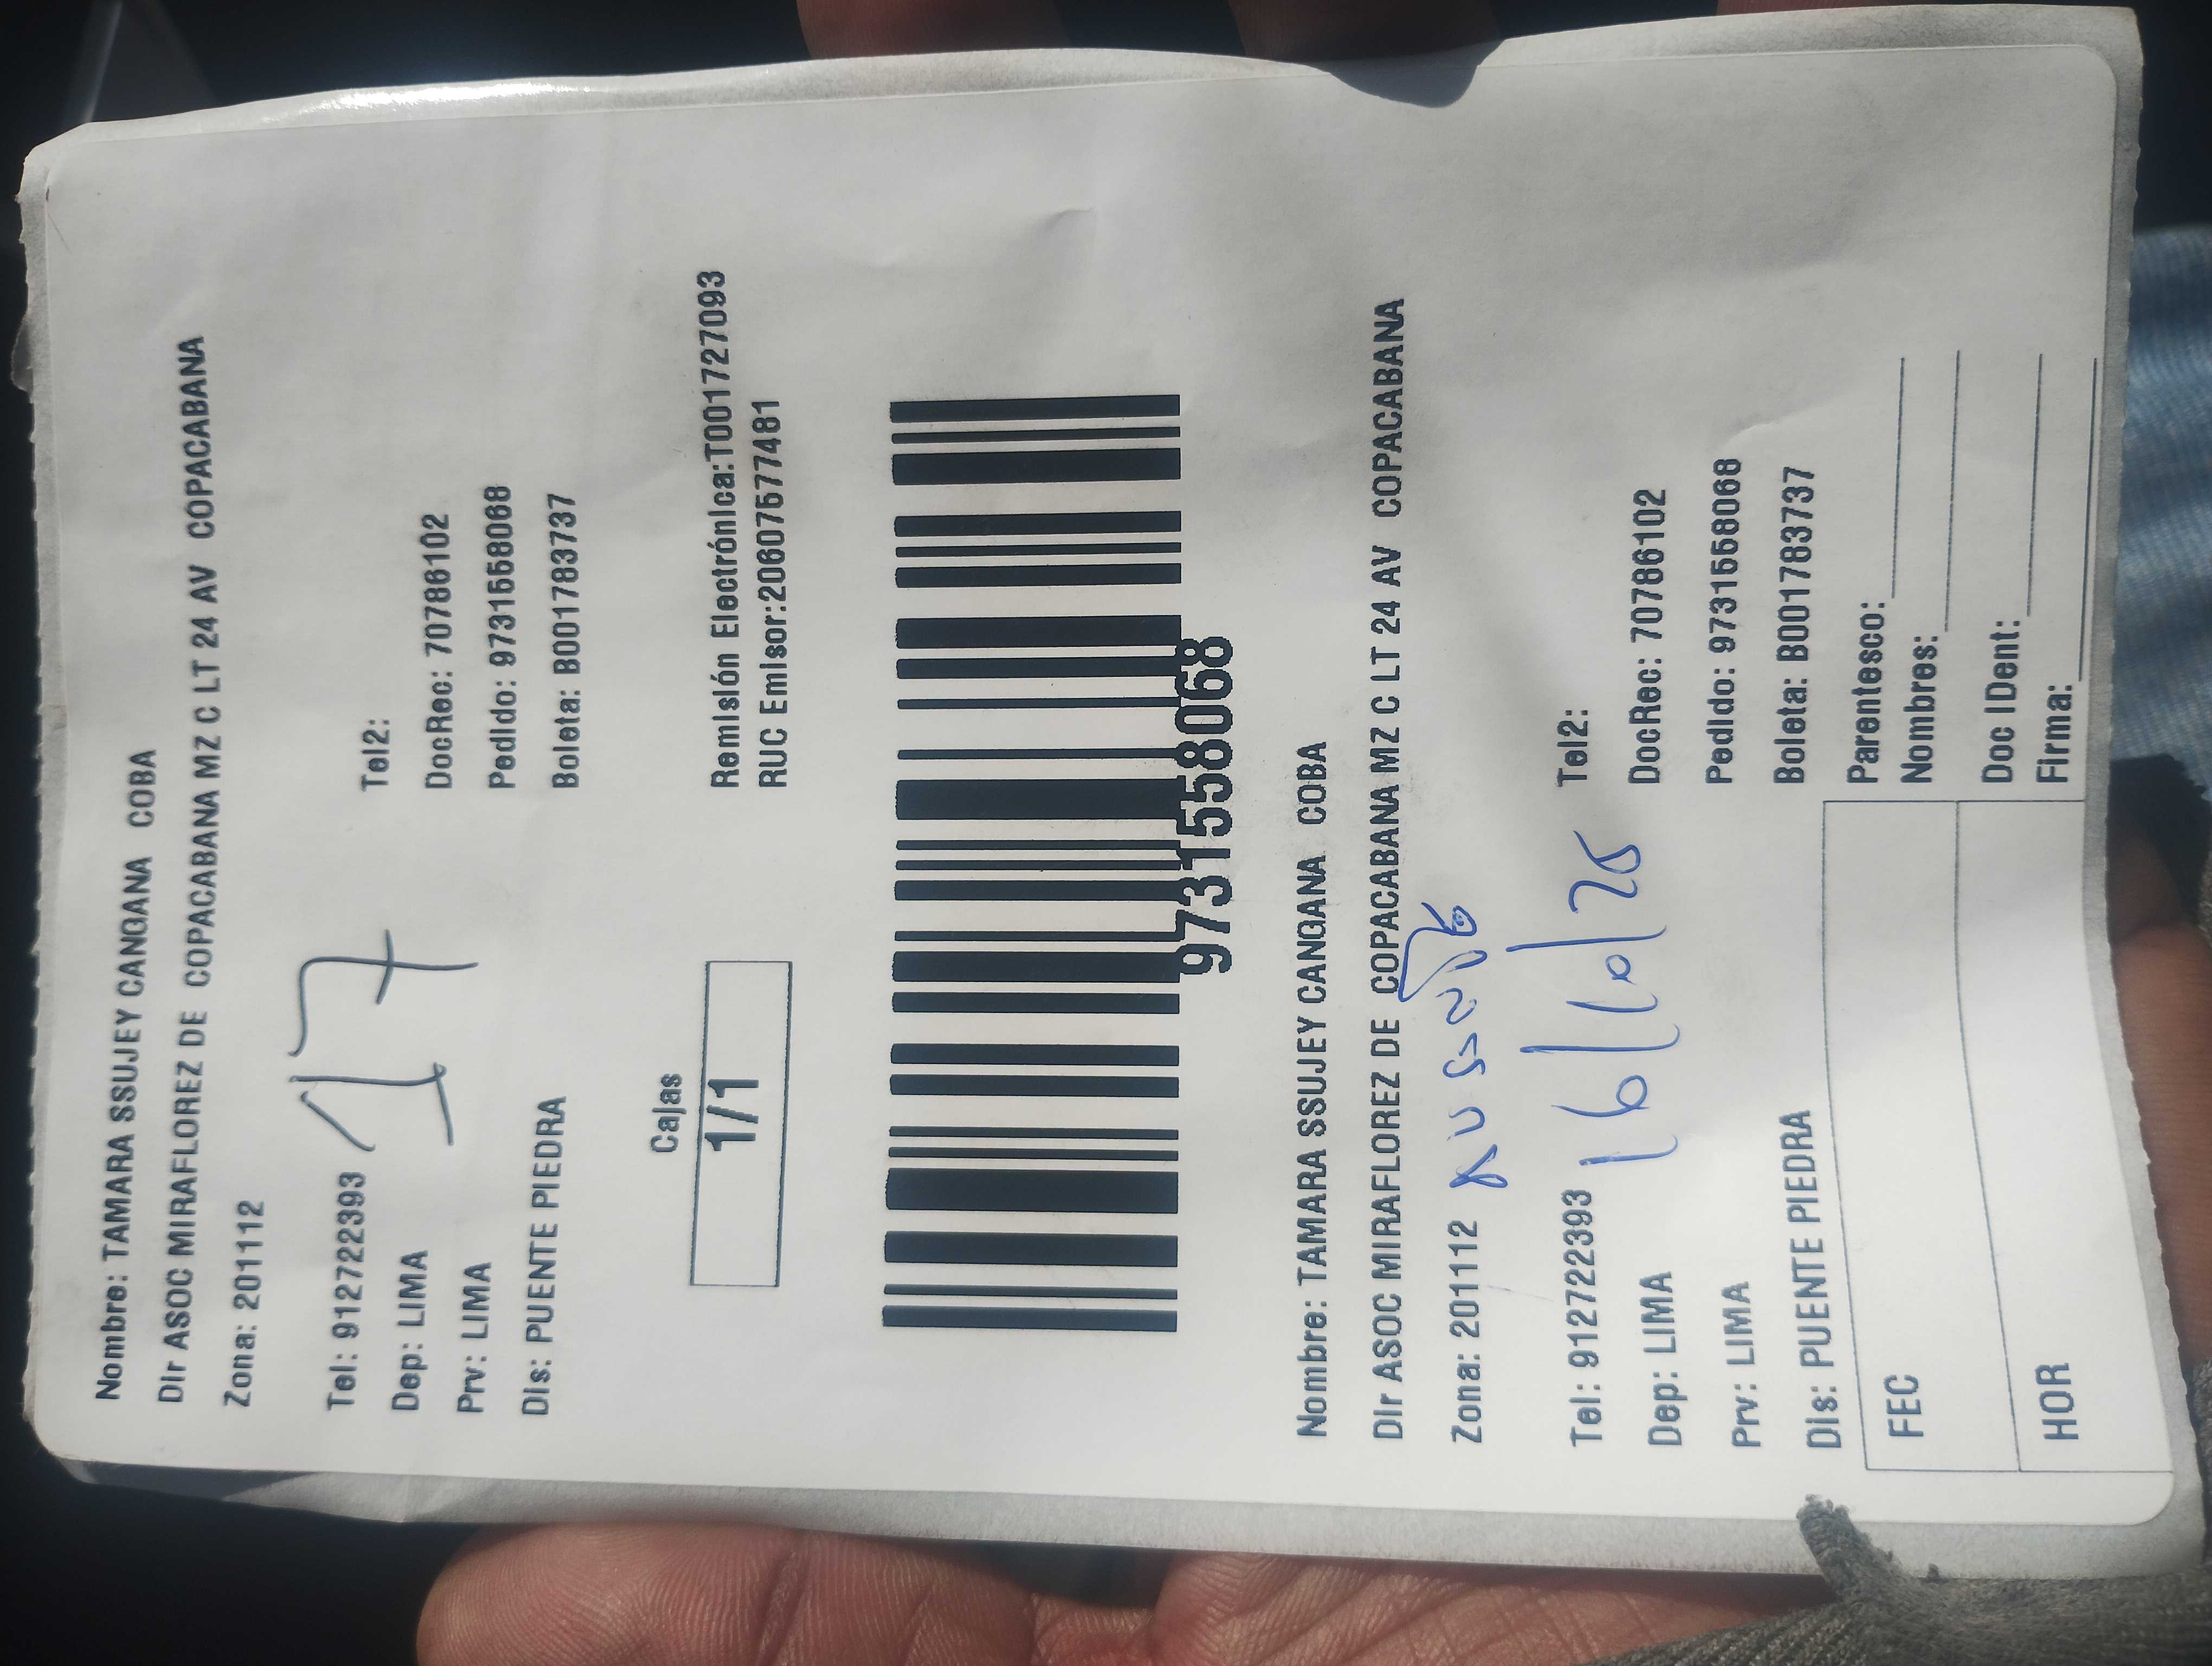 Nombre: TAMARA SSUJEY CANGANA COBA
Dir ASOC MIRAFLOREZ DE COPACABANA MZ C LT 24 AV COPACABANA
Zona: 201112
Tel: 912722393 Tel2:
17
Dep: LIMA DocRec: 70786102
Prv: LIMA Pedido: 97315558068
Dis: PUENTE PIEDRA Boleta: B001783737
Cajas
1/1
Remisión Electrónica:T001727093
RUC Emisor:20607577481
97315558068
Nombre: TAMARA SSUJEY CANGANA COBA
Dir ASOC MIRAFLOREZ DE COPACABANA MZ C LT 24 AV COPACABANA
Zona: 201112 AUSENTE
Tel: 912722393 Tel2:
16/10/25
Dep: LIMA DocRec: 70786102
Prv: LIMA Pedido: 97315558068
Dis: PUENTE PIEDRA Boleta: B001783737
FEC Parentesco:
Nombres:
HOR Doc IDent:
Firma: